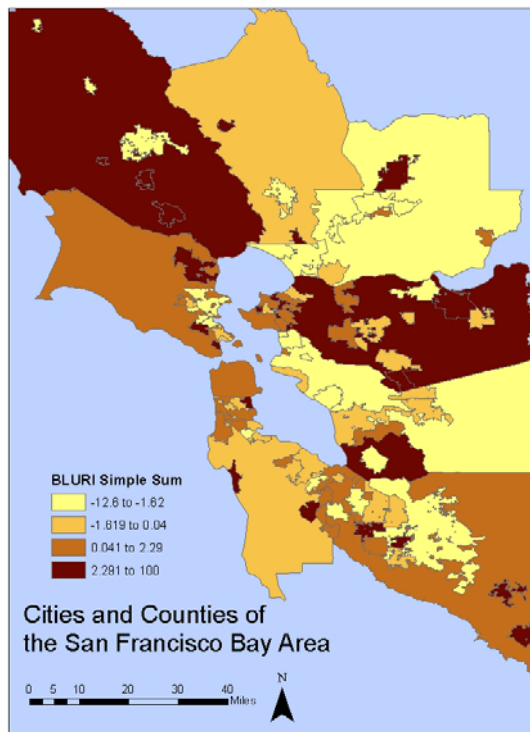 BLURI Simple Sum
-12.6 to -1.62
-1.619 to 0.04
0.041 to 2.29
2.291 to 100
Cities and Counties of
the San Francisco Bay Area
N
0 5 10 20 30 40
Miles